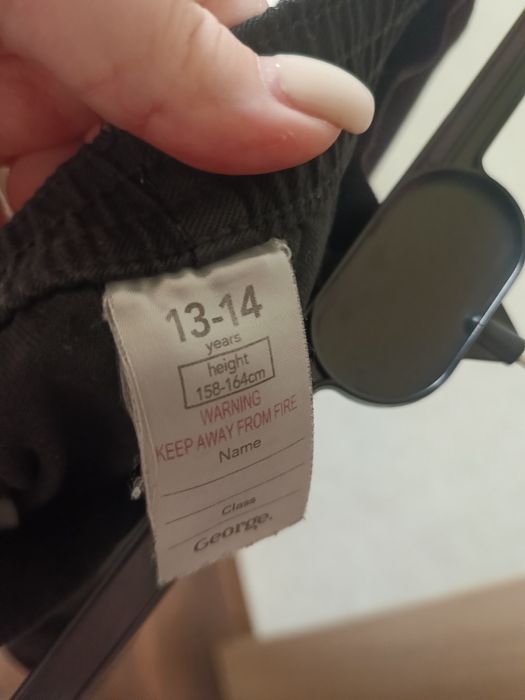 13-14
years
height
158-164cm
WARNING
KEEP AWAY FROM FIRE
Name
Class
George.